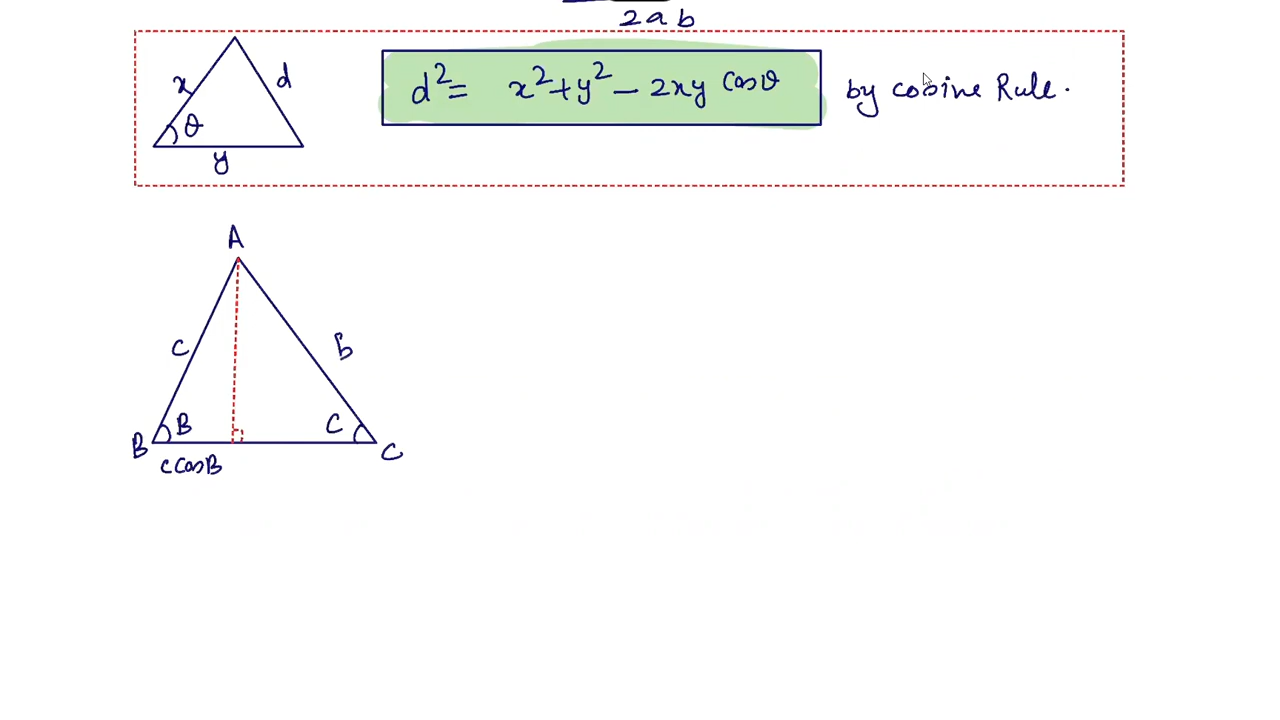 2ab
x
d
θ
y
d²= x²+y² − 2xy Cosθ
by cosine Rule.
A
c
b
B
C
B
c CosB
C